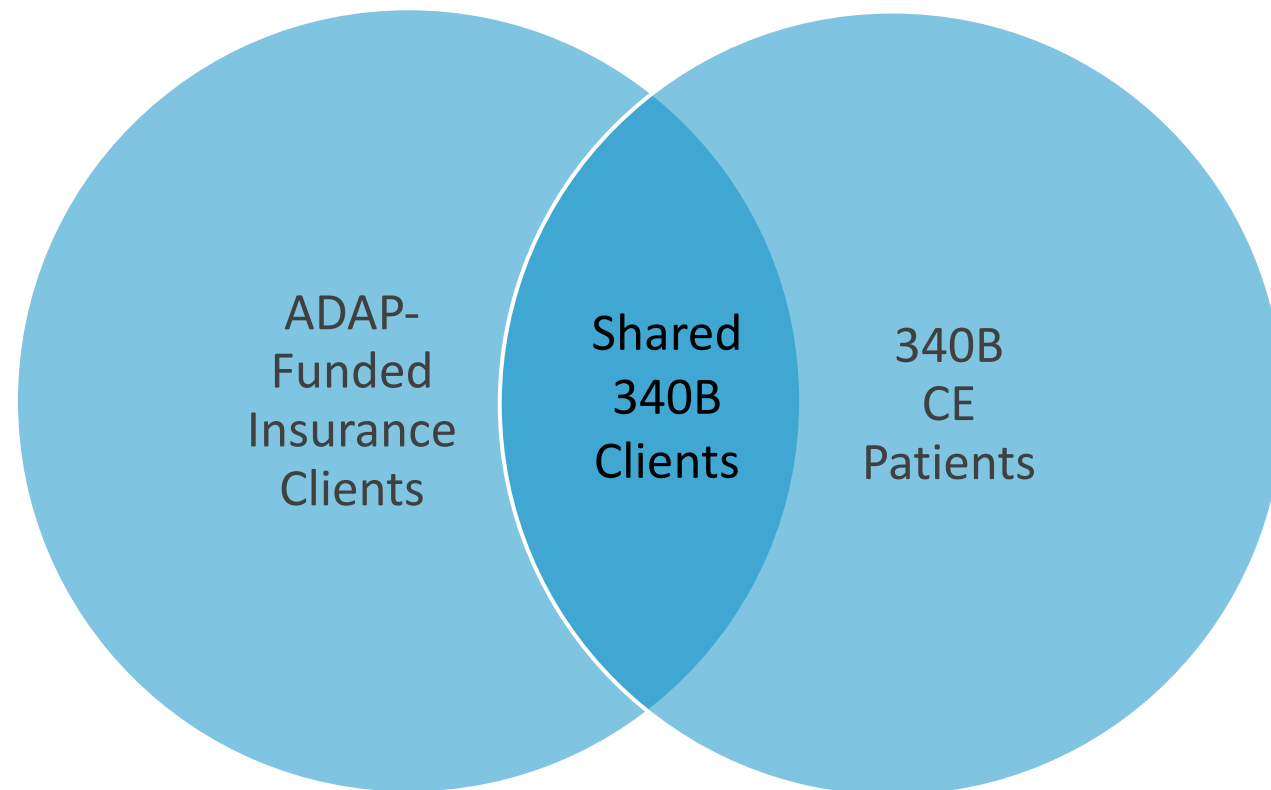 ADAP-
Funded
Insurance
Clients
Shared
340B
Clients
340B
CE
Patients